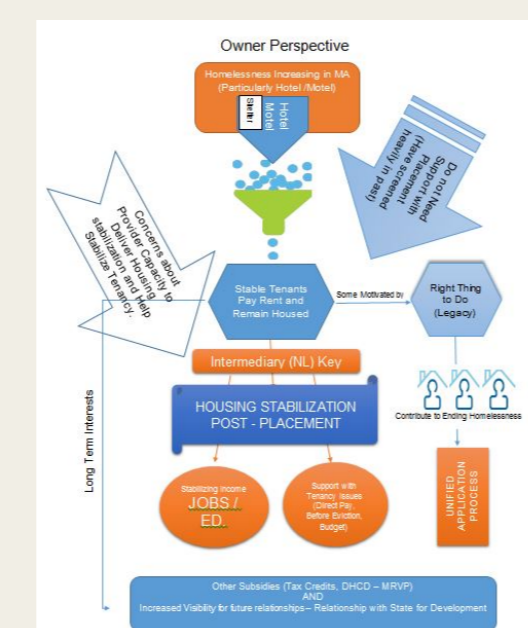 Owner Perspective
Homelessness Increasing in MA
(Particularly Hotel /Motel)
Shelter
Hotel
Motel
Do not Need
Support with
Placement
(Have screened
heavily in past)
Concerns about
Provider Capacity to
Deliver Housing
stabilization and Help
Stabilize Tenancy.
Stable Tenants
Pay Rent and
Remain Housed
Some Motivated by
Right Thing
to Do
(Legacy)
Intermediary (NL) Key
HOUSING STABILIZATION
POST - PLACEMENT
Contribute to Ending Homelessness
Long Term Interests
Stabilizing Income
JOBS /
ED.
Support with
Tenancy Issues
(Direct Pay,
Before Eviction,
Budget)
UNIFIED
APPLICATION
PROCESS
Other Subsidies (Tax Credits, DHCD – MRVP)
AND
Increased Visibility for future relationships – Relationship with State for Development